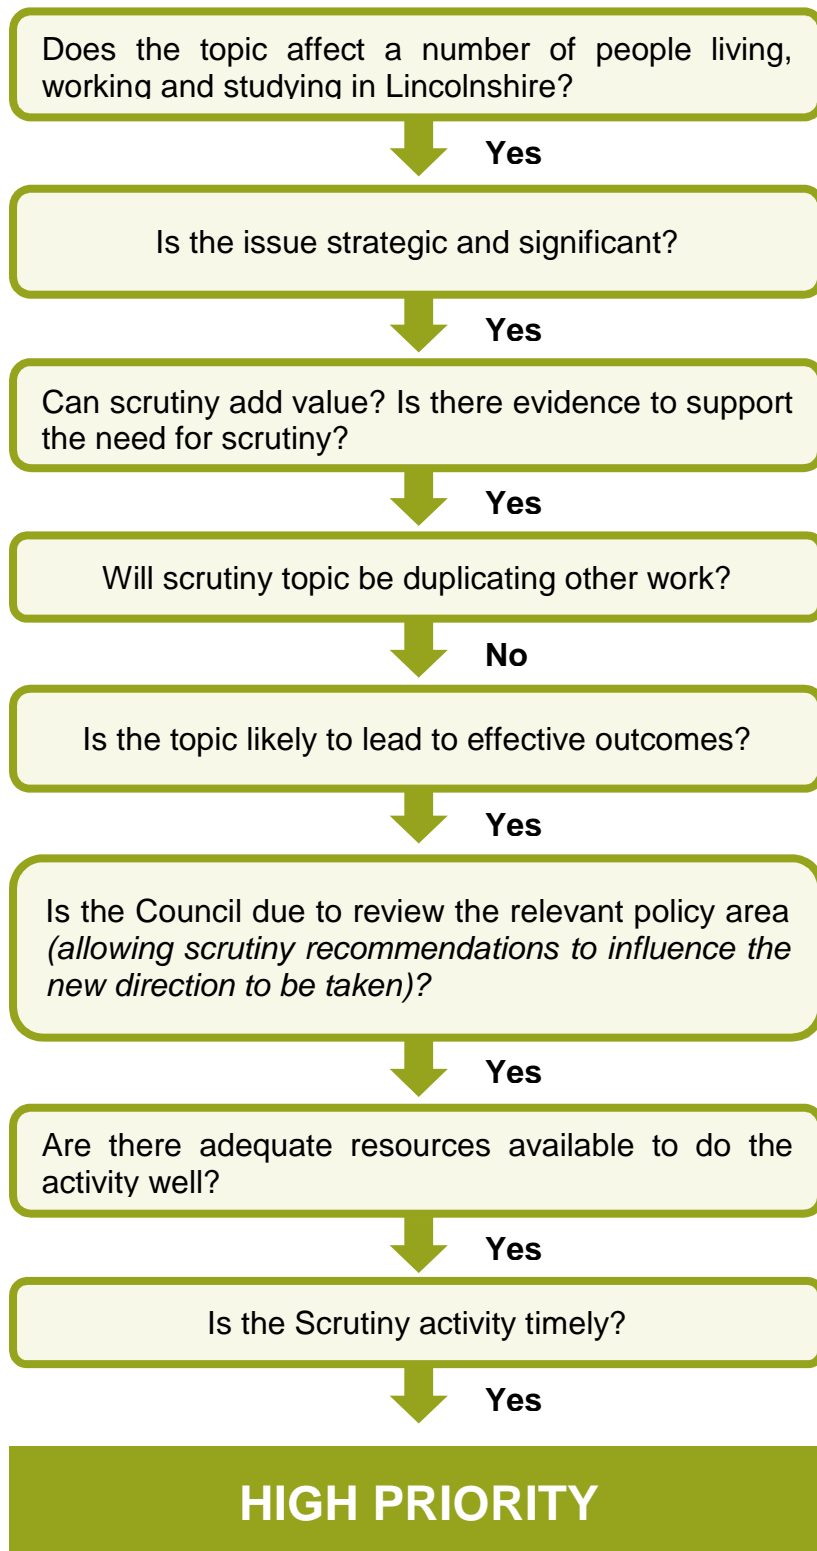 Does the topic affect a number of people living,
working and studying in Lincolnshire?
Yes
Is the issue strategic and significant?
Yes
Can scrutiny add value? Is there evidence to support
the need for scrutiny?
Yes
Will scrutiny topic be duplicating other work?
No
Is the topic likely to lead to effective outcomes?
Yes
Is the Council due to review the relevant policy area
(allowing scrutiny recommendations to influence the
new direction to be taken)?
Yes
Are there adequate resources available to do the
activity well?
Yes
Is the Scrutiny activity timely?
Yes
HIGH PRIORITY